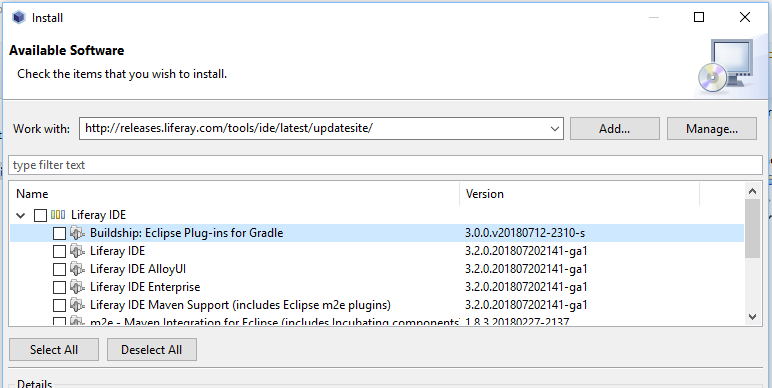 Install
Available Software
Check the items that you wish to install.
Work with: http://releases.liferay.com/tools/ide/latest/updatesite/ Add... Manage...
type filter text
Name Version
Liferay IDE
Buildship: Eclipse Plug-ins for Gradle 3.0.0.v20180712-2310-s
Liferay IDE 3.2.0.201807202141-ga1
Liferay IDE AlloyUI 3.2.0.201807202141-ga1
Liferay IDE Enterprise 3.2.0.201807202141-ga1
Liferay IDE Maven Support (includes Eclipse m2e plugins) 3.2.0.201807202141-ga1
m2e - Maven Integration for Eclipse (includes Incubating components) 1.8.3.20180227-2137
Select All Deselect All
Details